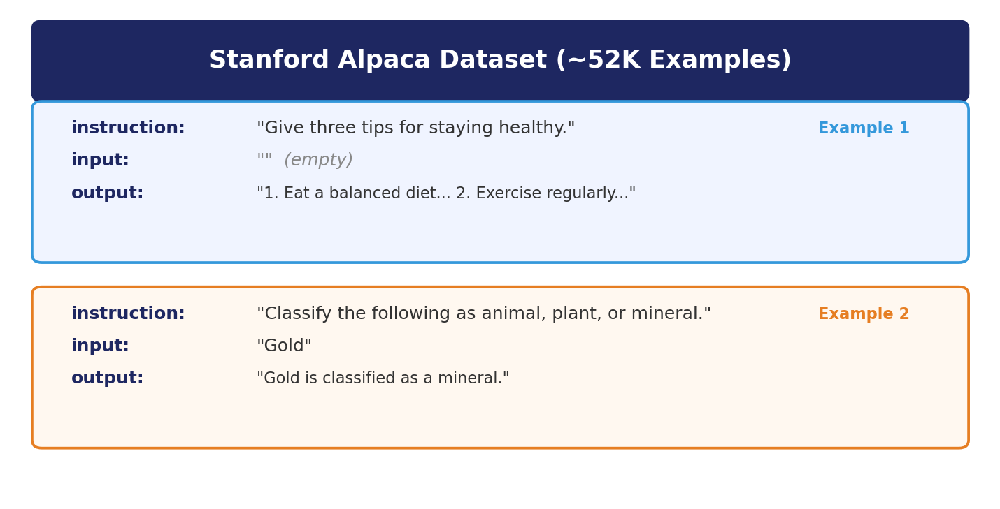 Stanford Alpaca Dataset (~52K Examples)
instruction: "Give three tips for staying healthy." Example 1
input: "" (empty)
output: "1. Eat a balanced diet... 2. Exercise regularly..."
instruction: "Classify the following as animal, plant, or mineral." Example 2
input: "Gold"
output: "Gold is classified as a mineral."